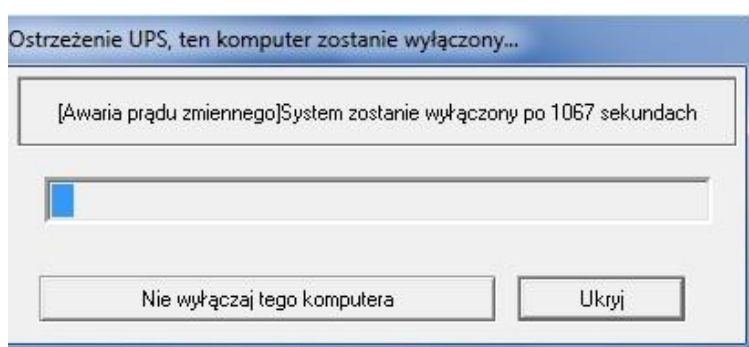 Ostrzeżenie UPS, ten komputer zostanie wyłączony...
[Awaria prądu zmiennego]System zostanie wyłączony po 1067 sekundach
Nie wyłączaj tego komputera
Ukryj